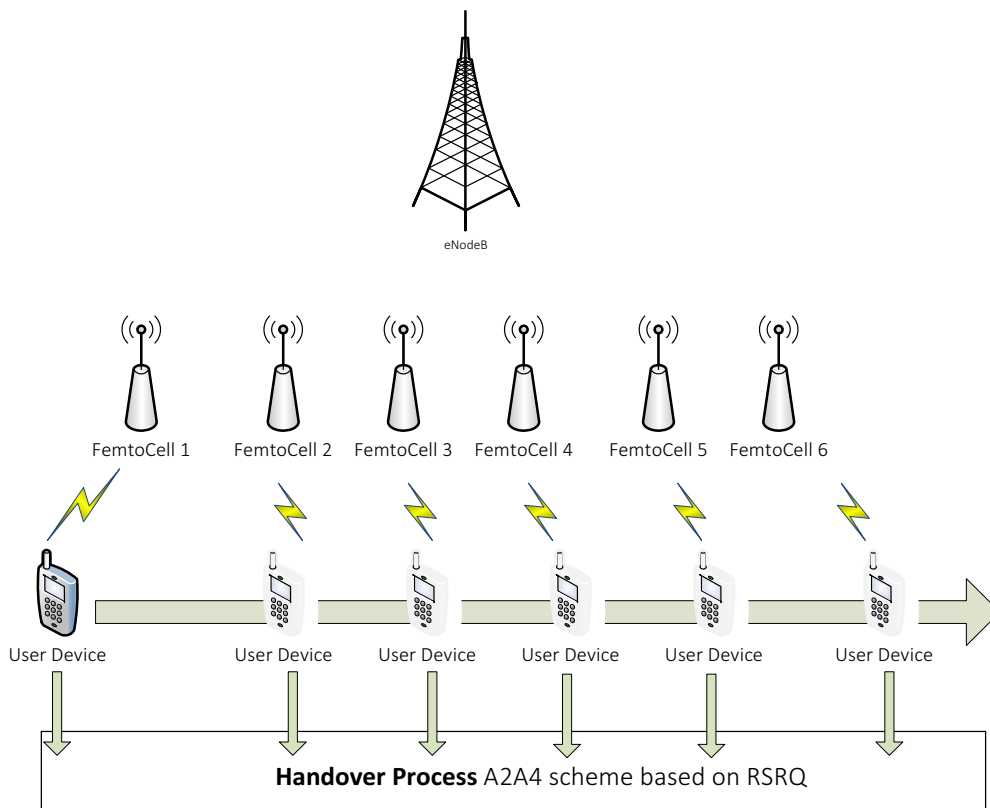 eNodeB
FemtoCell 1
FemtoCell 2
FemtoCell 3
FemtoCell 4
FemtoCell 5
FemtoCell 6
User Device
User Device
User Device
User Device
User Device
User Device
Handover Process A2A4 scheme based on RSRQ